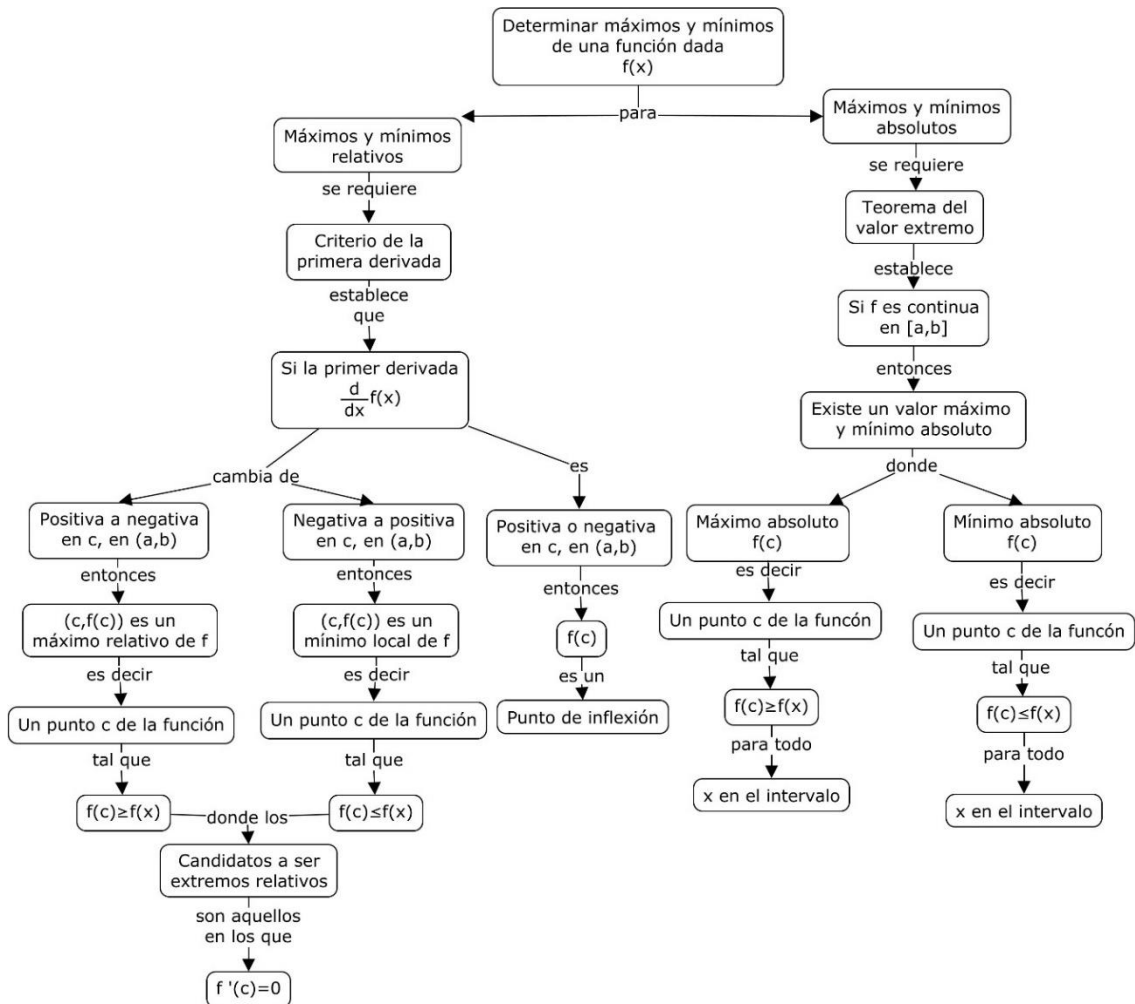 Determinar máximos y mínimos
de una función dada
f(x)
para
Máximos y mínimos
relativos
se requiere
Criterio de la
primera derivada
establece
que
Si la primer derivada
d/dx f(x)
cambia de
Positiva a negativa
en c, en (a,b)
entonces
(c,f(c)) es un
máximo relativo de f
es decir
Un punto c de la función
tal que
f(c)≥f(x)
Negativa a positiva
en c, en (a,b)
entonces
(c,f(c)) es un
mínimo local de f
es decir
Un punto c de la función
tal que
f(c)≤f(x)
donde los
Candidatos a ser
extremos relativos
son aquellos
en los que
f '(c)=0
es
Positiva o negativa
en c, en (a,b)
entonces
f(c)
es un
Punto de inflexión
Máximos y mínimos
absolutos
se requiere
Teorema del
valor extremo
establece
Si f es continua
en [a,b]
entonces
Existe un valor máximo
y mínimo absoluto
donde
Máximo absoluto
f(c)
es decir
Un punto c de la funcón
tal que
f(c)≥f(x)
para todo
x en el intervalo
Mínimo absoluto
f(c)
es decir
Un punto c de la funcón
tal que
f(c)≤f(x)
para todo
x en el intervalo